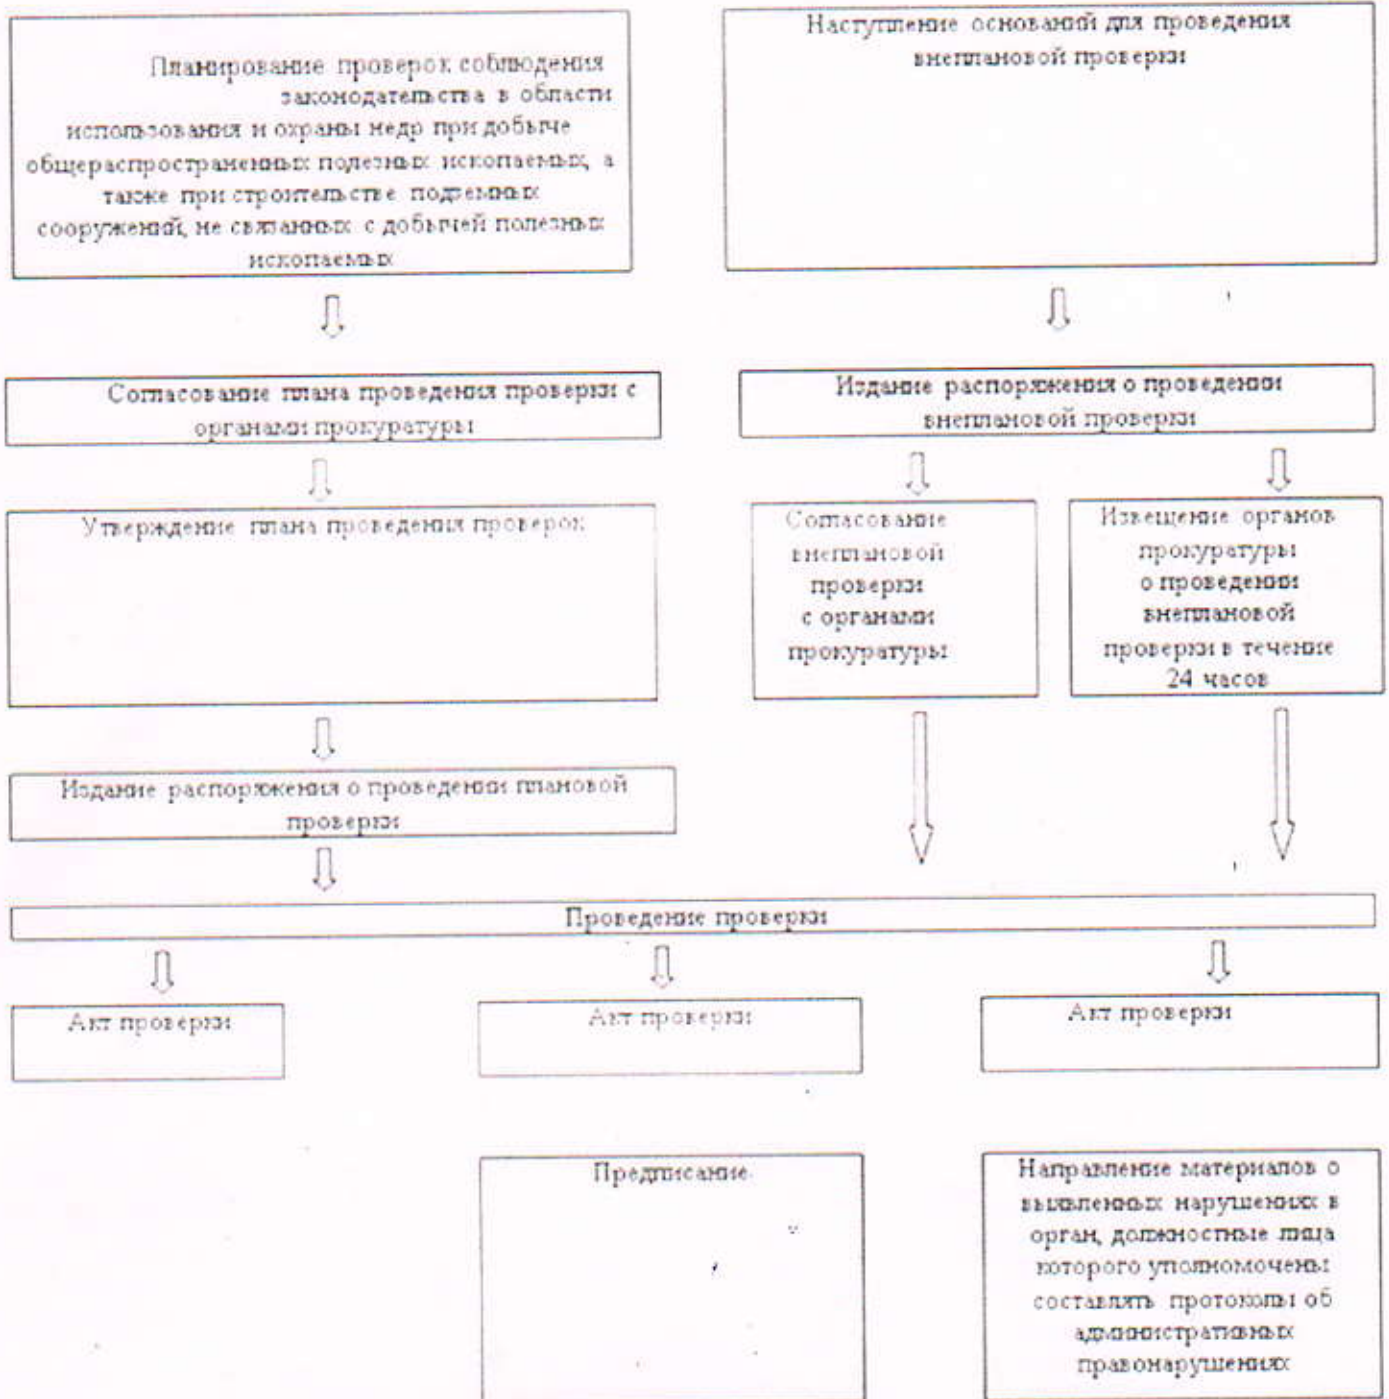 Планирование проверок соблюдения
законодательства в области
использования и охраны недр при добыче
общераспространенных полезных ископаемых, а
также при строительстве подземных
сооружений, не связанных с добычей полезных
ископаемых
Наступление оснований для проведения
внеплановой проверки
Согласование плана проведения проверки с
органами прокуратуры
Издание распоряжения о проведении
внеплановой проверки
Утверждение плана проведения проверок
Согласование
внеплановой
проверки
с органами
прокуратуры
Извещение органов
прокуратуры
о проведении
внеплановой
проверки в течение
24 часов
Издание распоряжения о проведении плановой
проверки
Проведение проверки
Акт проверки
Акт проверки
Акт проверки
Предписание
Направление материалов о
выявленных нарушениях в
орган, должностные лица
которого уполномочены
составлять протоколы об
административных
правонарушениях